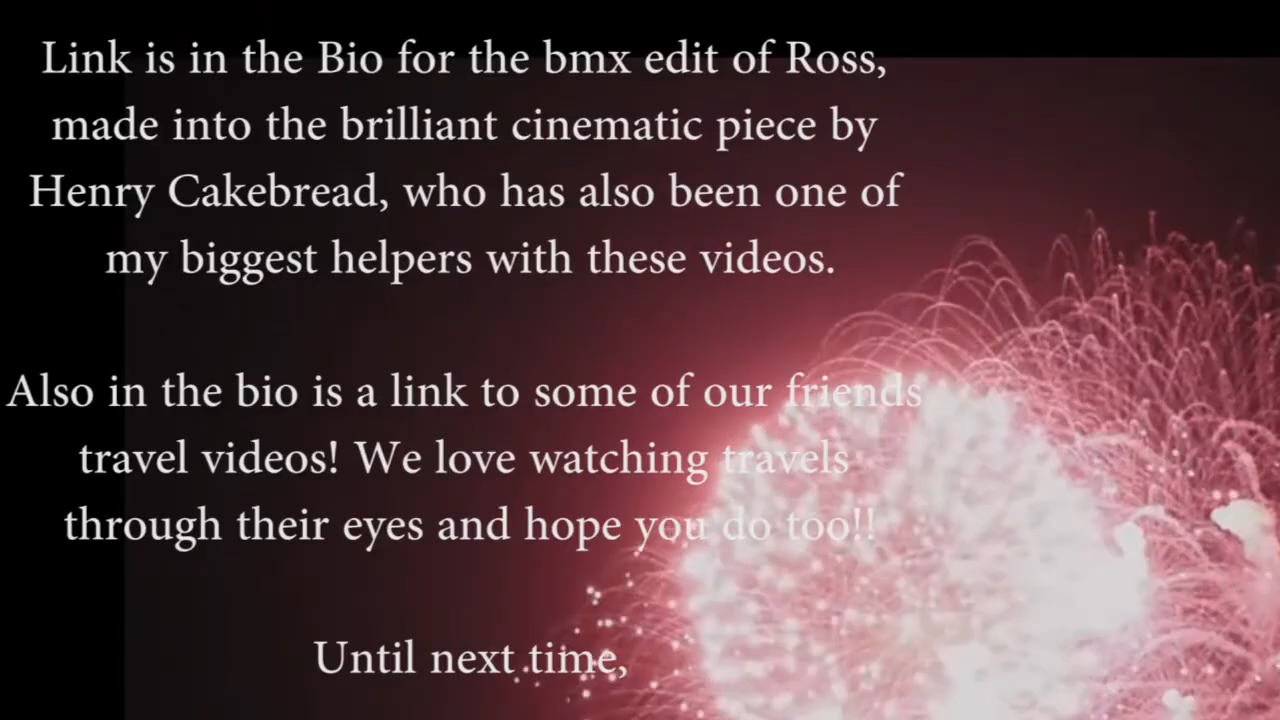 Link is in the Bio for the bmx edit of Ross,
made into the brilliant cinematic piece by
Henry Cakebread, who has also been one of
my biggest helpers with these videos.
Also in the bio is a link to some of our friends
travel videos! We love watching travels
through their eyes and hope you do too!!
Until next time,